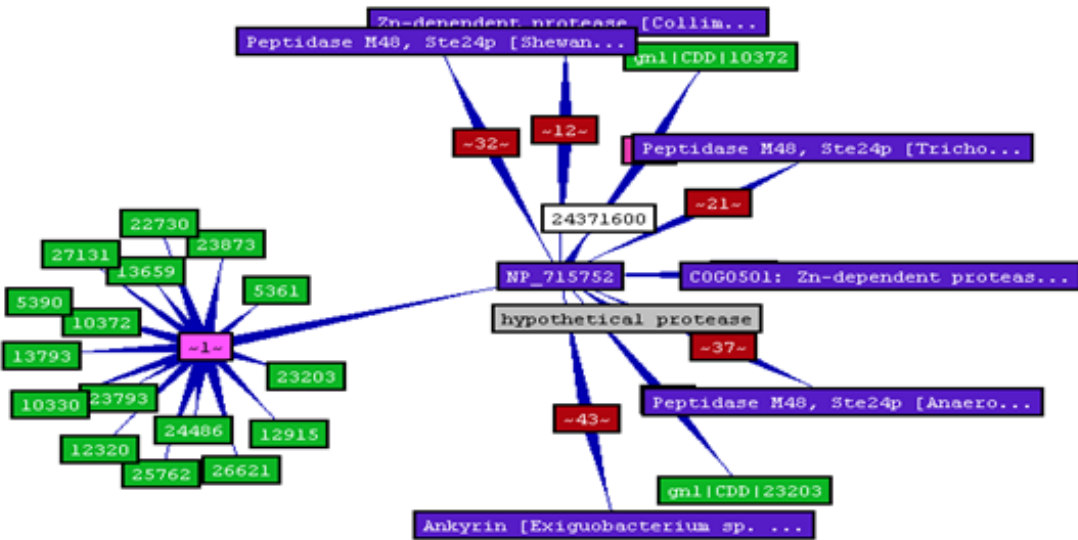 Zn-dependent protease [Collim...
Peptidase M48, Ste24p [Shewan...
gnl|CDD|10372
~12~
~32~
Peptidase M48, Ste24p [Tricho...
~21~
24371600
22730
23873
27131
13659
NP_715752
COG0501: Zn-dependent proteas...
5361
5390
10372
hypothetical protease
~1~
~37~
13793
23203
23793
10330
Peptidase M48, Ste24p [Anaero...
~43~
24486
12915
12320
26621
25762
gnl|CDD|23203
Ankyrin [Exiguobacterium sp. ...